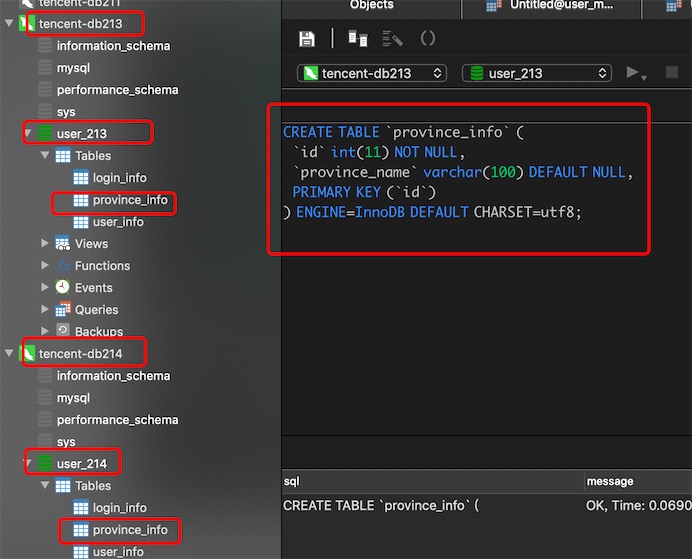 tencent-db211
tencent-db213
information_schema
mysql
performance_schema
sys
user_213
Tables
login_info
province_info
user_info
Views
Functions
Events
Queries
Backups
tencent-db214
information_schema
mysql
performance_schema
sys
user_214
Tables
login_info
province_info
user_info
Objects
Untitled@user_m...
tencent-db213
user_213
CREATE TABLE `province_info` (
`id` int(11) NOT NULL,
`province_name` varchar(100) DEFAULT NULL,
PRIMARY KEY (`id`)
) ENGINE=InnoDB DEFAULT CHARSET=utf8;
sql message
CREATE TABLE `province_info` ( OK, Time: 0.0690